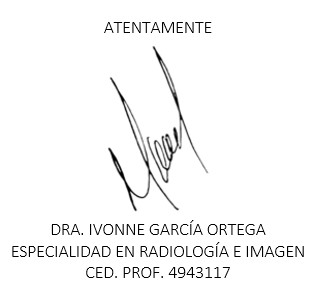 ATENTAMENTE
DRA. IVONNE GARCÍA ORTEGA
ESPECIALIDAD EN RADIOLOGÍA E IMAGEN
CED. PROF. 4943117